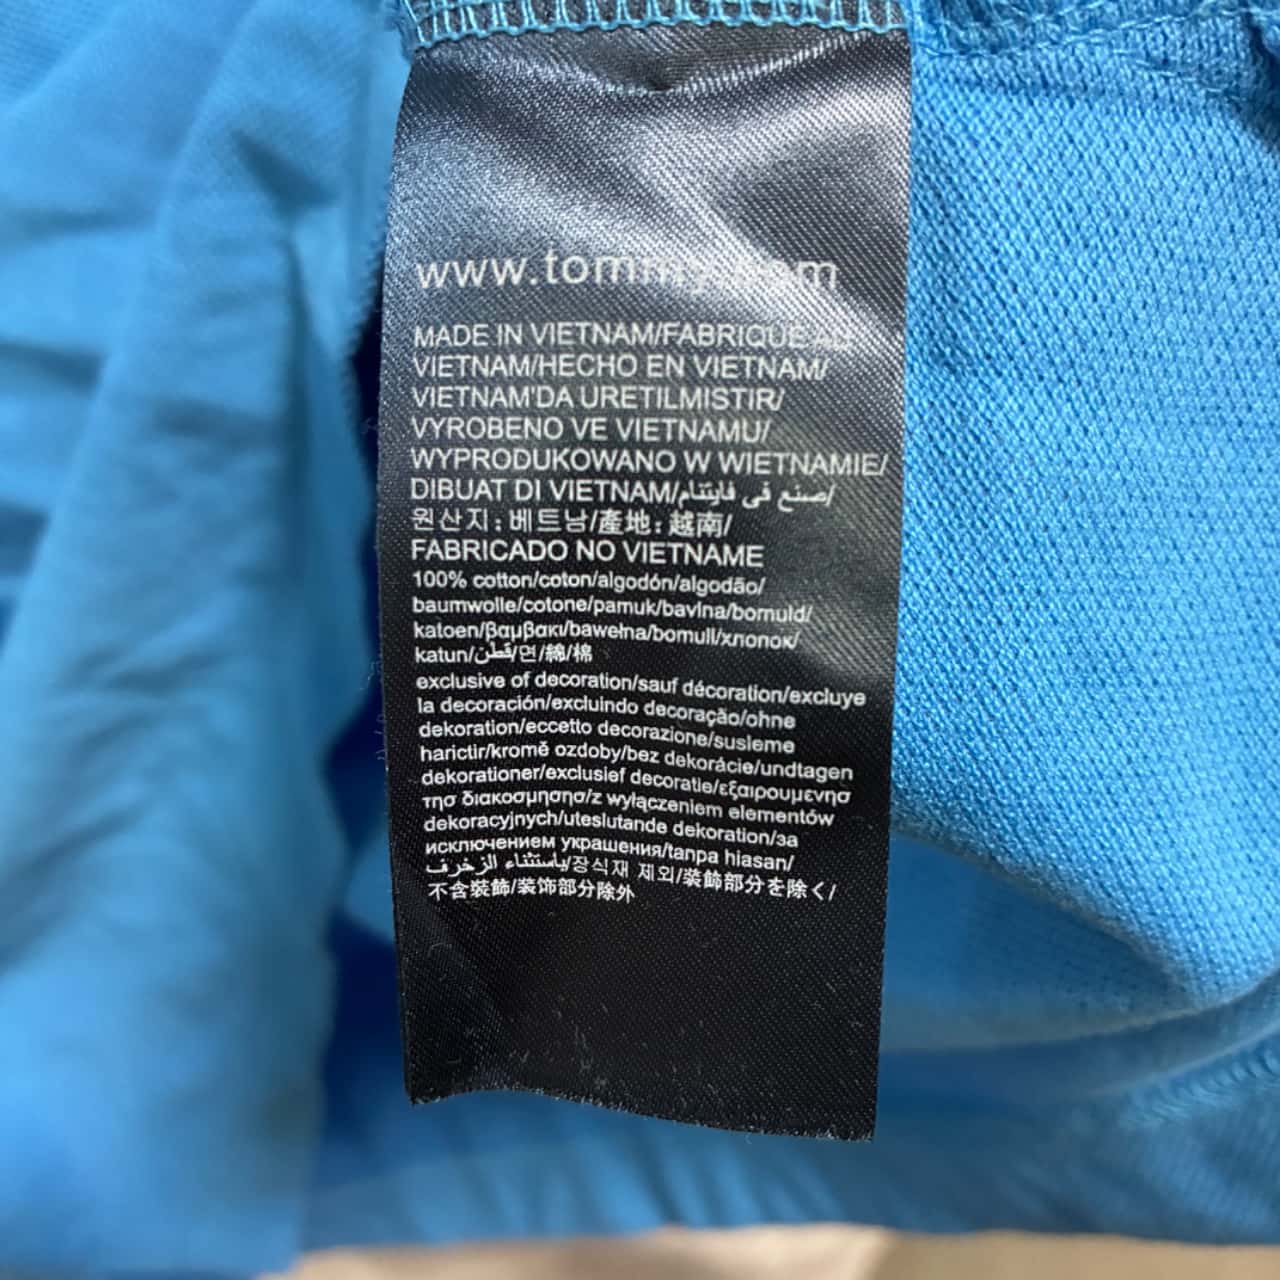 www.tommy.com
MADE IN VIETNAM/FABRIQUE AU
VIETNAM/HECHO EN VIETNAM/
VIETNAM'DA URETILMISTIR/
VYROBENO VE VIETNAMU/
WYPRODUKOWANO W WIETNAMIE/
DIBUAT DI VIETNAM/صنع في فايتنام/
원산지: 베트남/產地: 越南/
FABRICADO NO VIETNAME
100% cotton/coton/algodón/algodão/
baumwolle/cotone/pamuk/bavlna/bomuld/
katoen/βαμβακι/bawełna/bomull/хлопок/
katun/قطن/면/綿/棉
exclusive of decoration/sauf décoration/excluye
la decoración/excluindo decoração/ohne
dekoration/eccetto decorazione/susleme
harictir/kromě ozdoby/bez dekorácie/undtagen
dekorationer/exclusief decoratie/εξαιρουμενησ
τησ διακοσμησησ/z wyłączeniem elementów
dekoracyjnych/uteslutande dekoration/за
исключением украшения/tanpa hiasan/
باستثناء الزخرف/장식재 제외/装飾部分を除く/
不含裝飾/装饰部分除外